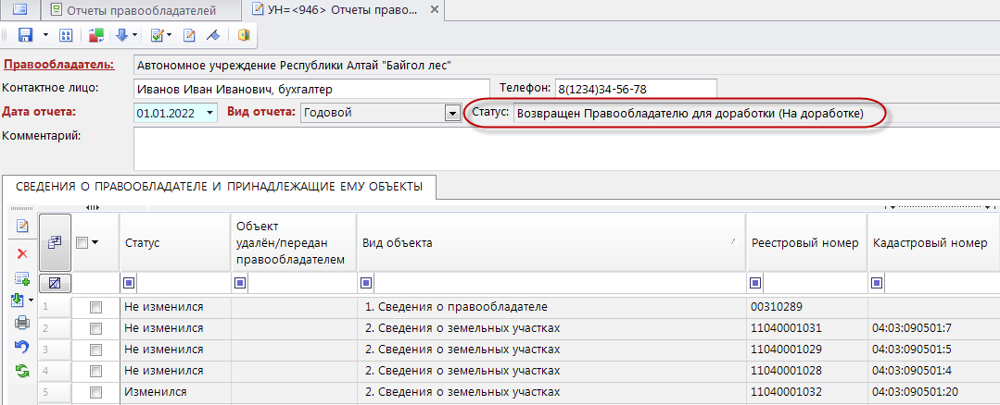 Отчеты правообладателей
УН=<946> Отчеты право...
Правообладатель: Автономное учреждение Республики Алтай "Байгол лес"
Контактное лицо: Иванов Иван Иванович, бухгалтер Телефон: 8(1234)34-56-78
Дата отчета: 01.01.2022 Вид отчета: Годовой Статус: Возвращен Правообладателю для доработки (На доработке)
Комментарий:
СВЕДЕНИЯ О ПРАВООБЛАДАТЕЛЕ И ПРИНАДЛЕЖАЩИЕ ЕМУ ОБЪЕКТЫ
Статус Объект удалён/передан правообладателем Вид объекта Реестровый номер Кадастровый номер
1 Не изменился 1. Сведения о правообладателе 00310289
2 Не изменился 2. Сведения о земельных участках 11040001031 04:03:090501:7
3 Не изменился 2. Сведения о земельных участках 11040001029 04:03:090501:5
4 Не изменился 2. Сведения о земельных участках 11040001028 04:03:090501:4
5 Изменился 2. Сведения о земельных участках 11040001032 04:03:090501:20